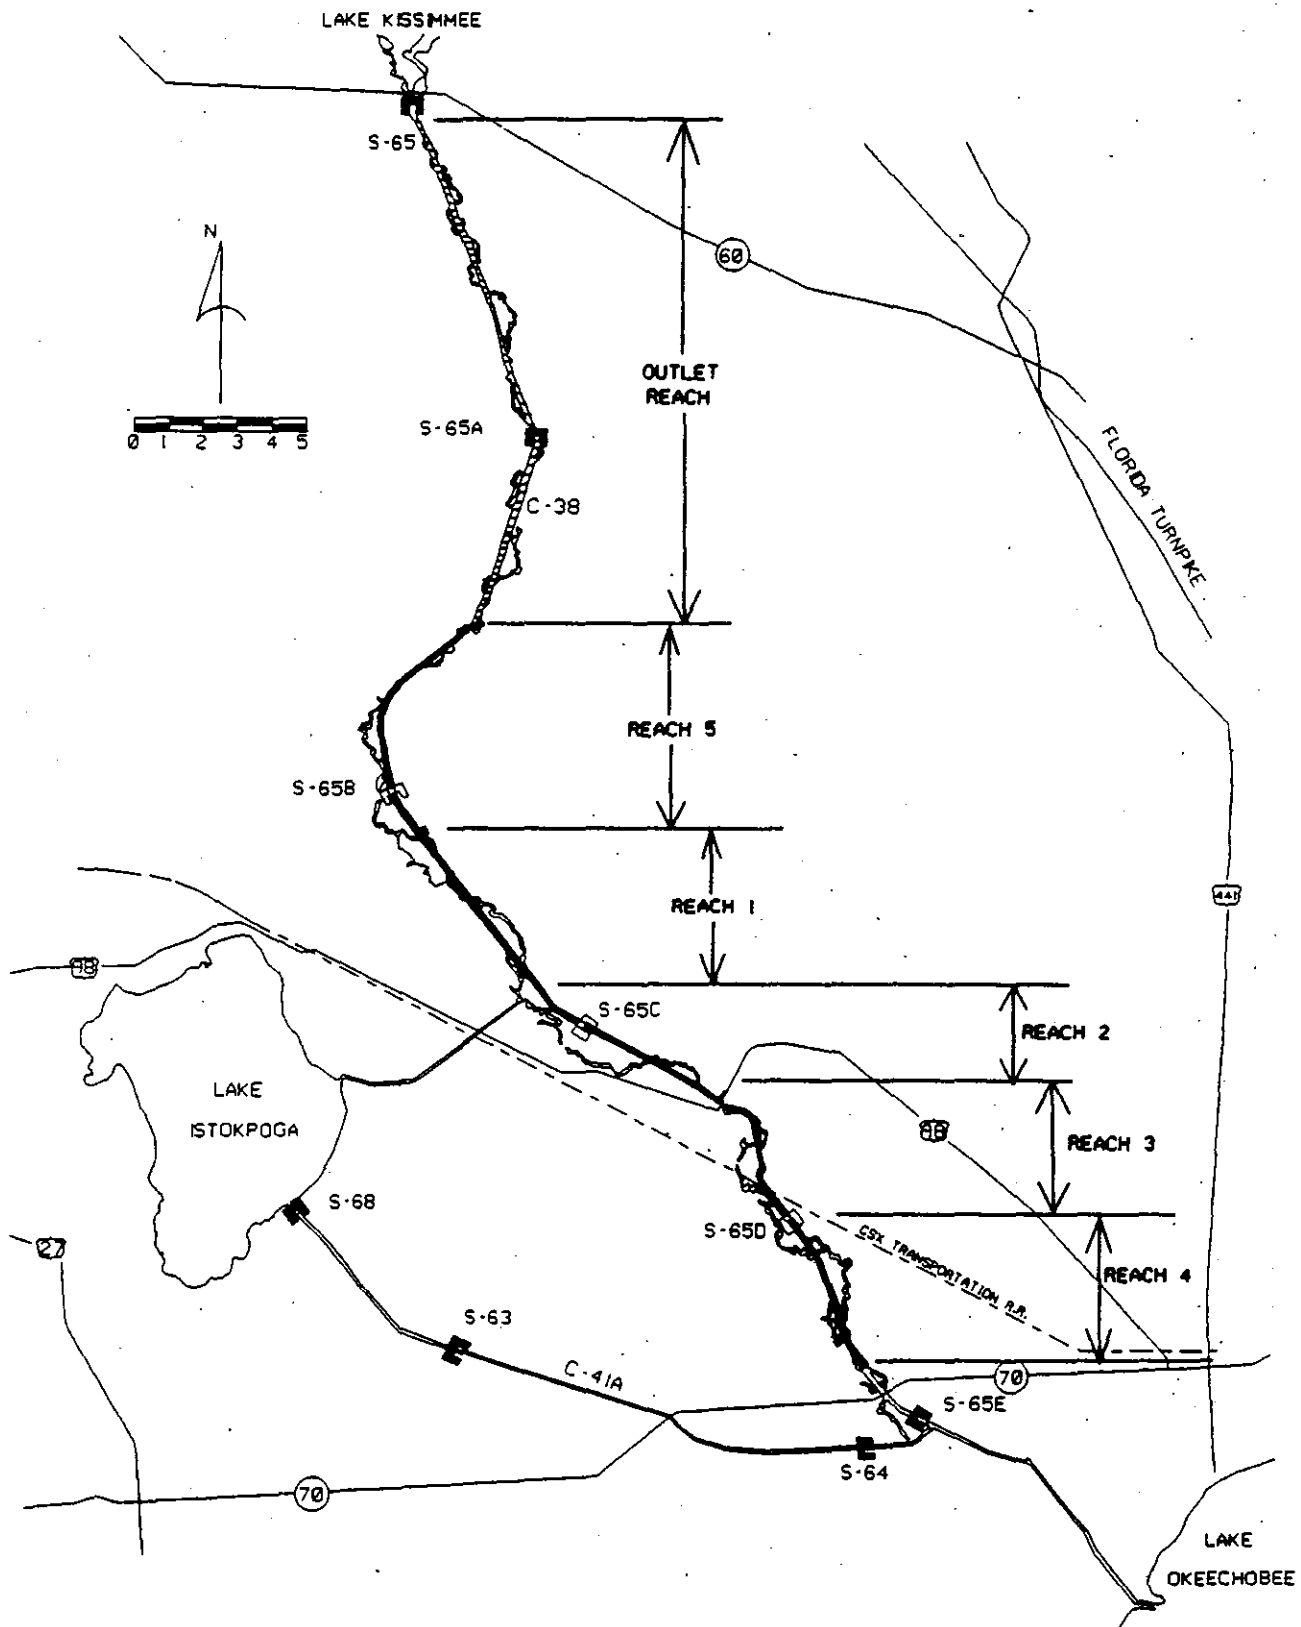 LAKE KISSIMMEE
S-65
60
N
OUTLET
REACH
0 1 2 3 4 5
S-65A
C-38
FLORIDA TURNPIKE
REACH 5
S-65B
441
REACH 1
98
S-65C
REACH 2
LAKE
ISTOKPOGA
98
REACH 3
S-68
S-65D
CSX TRANSPORTATION R.R.
27
REACH 4
S-63
C-41A
70
S-65E
S-64
70
LAKE
OKEECHOBEE